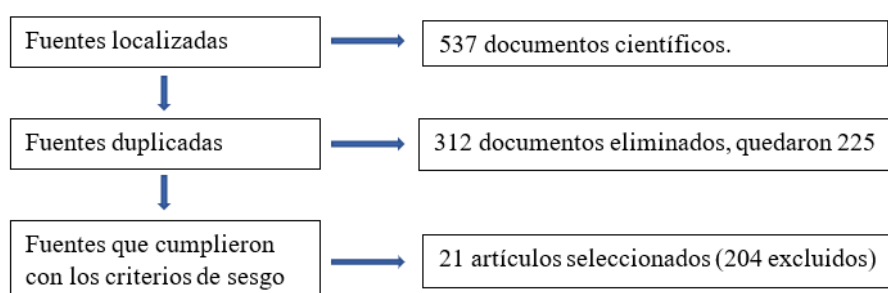 Fuentes localizadas
537 documentos científicos.
Fuentes duplicadas
312 documentos eliminados, quedaron 225
Fuentes que cumplieron
con los criterios de sesgo
21 artículos seleccionados (204 excluidos)